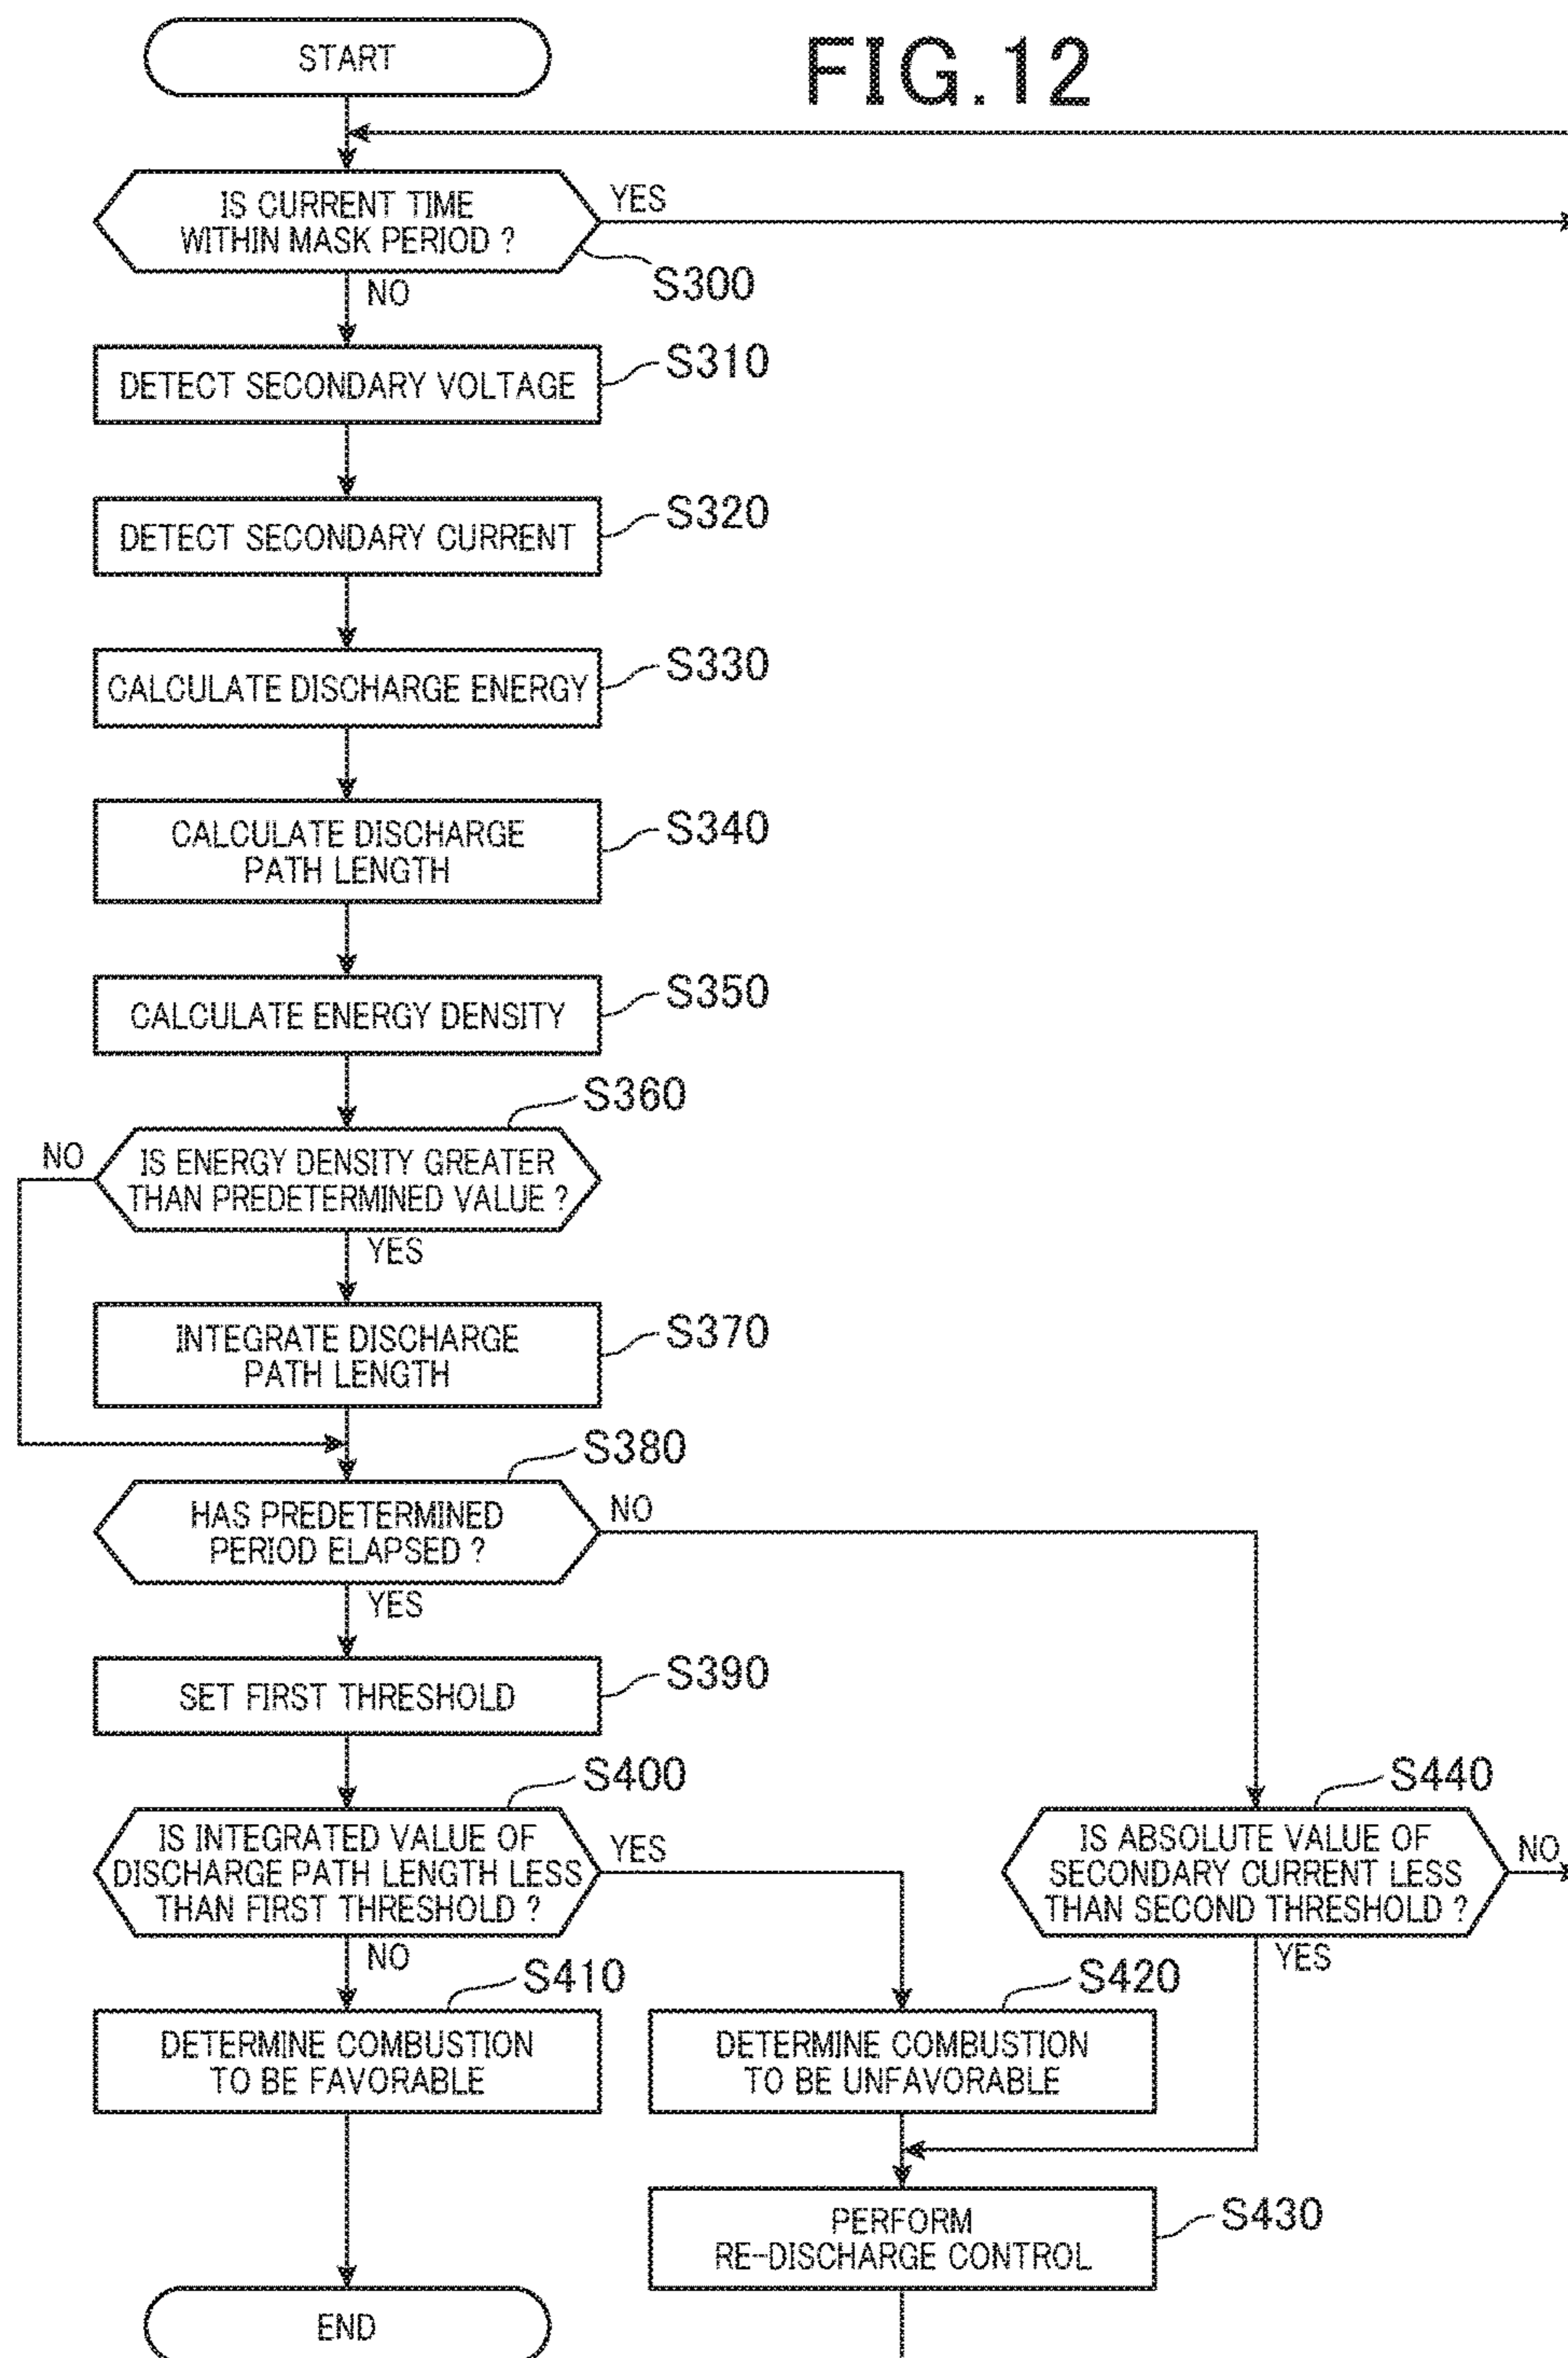 START
FIG.12
IS CURRENT TIME
WITHIN MASK PERIOD ?
YES
S300
NO
DETECT SECONDARY VOLTAGE
S310
DETECT SECONDARY CURRENT
S320
CALCULATE DISCHARGE ENERGY
S330
CALCULATE DISCHARGE
PATH LENGTH
S340
CALCULATE ENERGY DENSITY
S350
S360
NO
IS ENERGY DENSITY GREATER
THAN PREDETERMINED VALUE ?
YES
INTEGRATE DISCHARGE
PATH LENGTH
S370
S380
HAS PREDETERMINED
PERIOD ELAPSED ?
NO
YES
SET FIRST THRESHOLD
S390
S400
IS INTEGRATED VALUE OF
DISCHARGE PATH LENGTH LESS
THAN FIRST THRESHOLD ?
YES
NO
S440
IS ABSOLUTE VALUE OF
SECONDARY CURRENT LESS
THAN SECOND THRESHOLD ?
NO
YES
S410
DETERMINE COMBUSTION
TO BE FAVORABLE
S420
DETERMINE COMBUSTION
TO BE UNFAVORABLE
PERFORM
RE-DISCHARGE CONTROL
S430
END